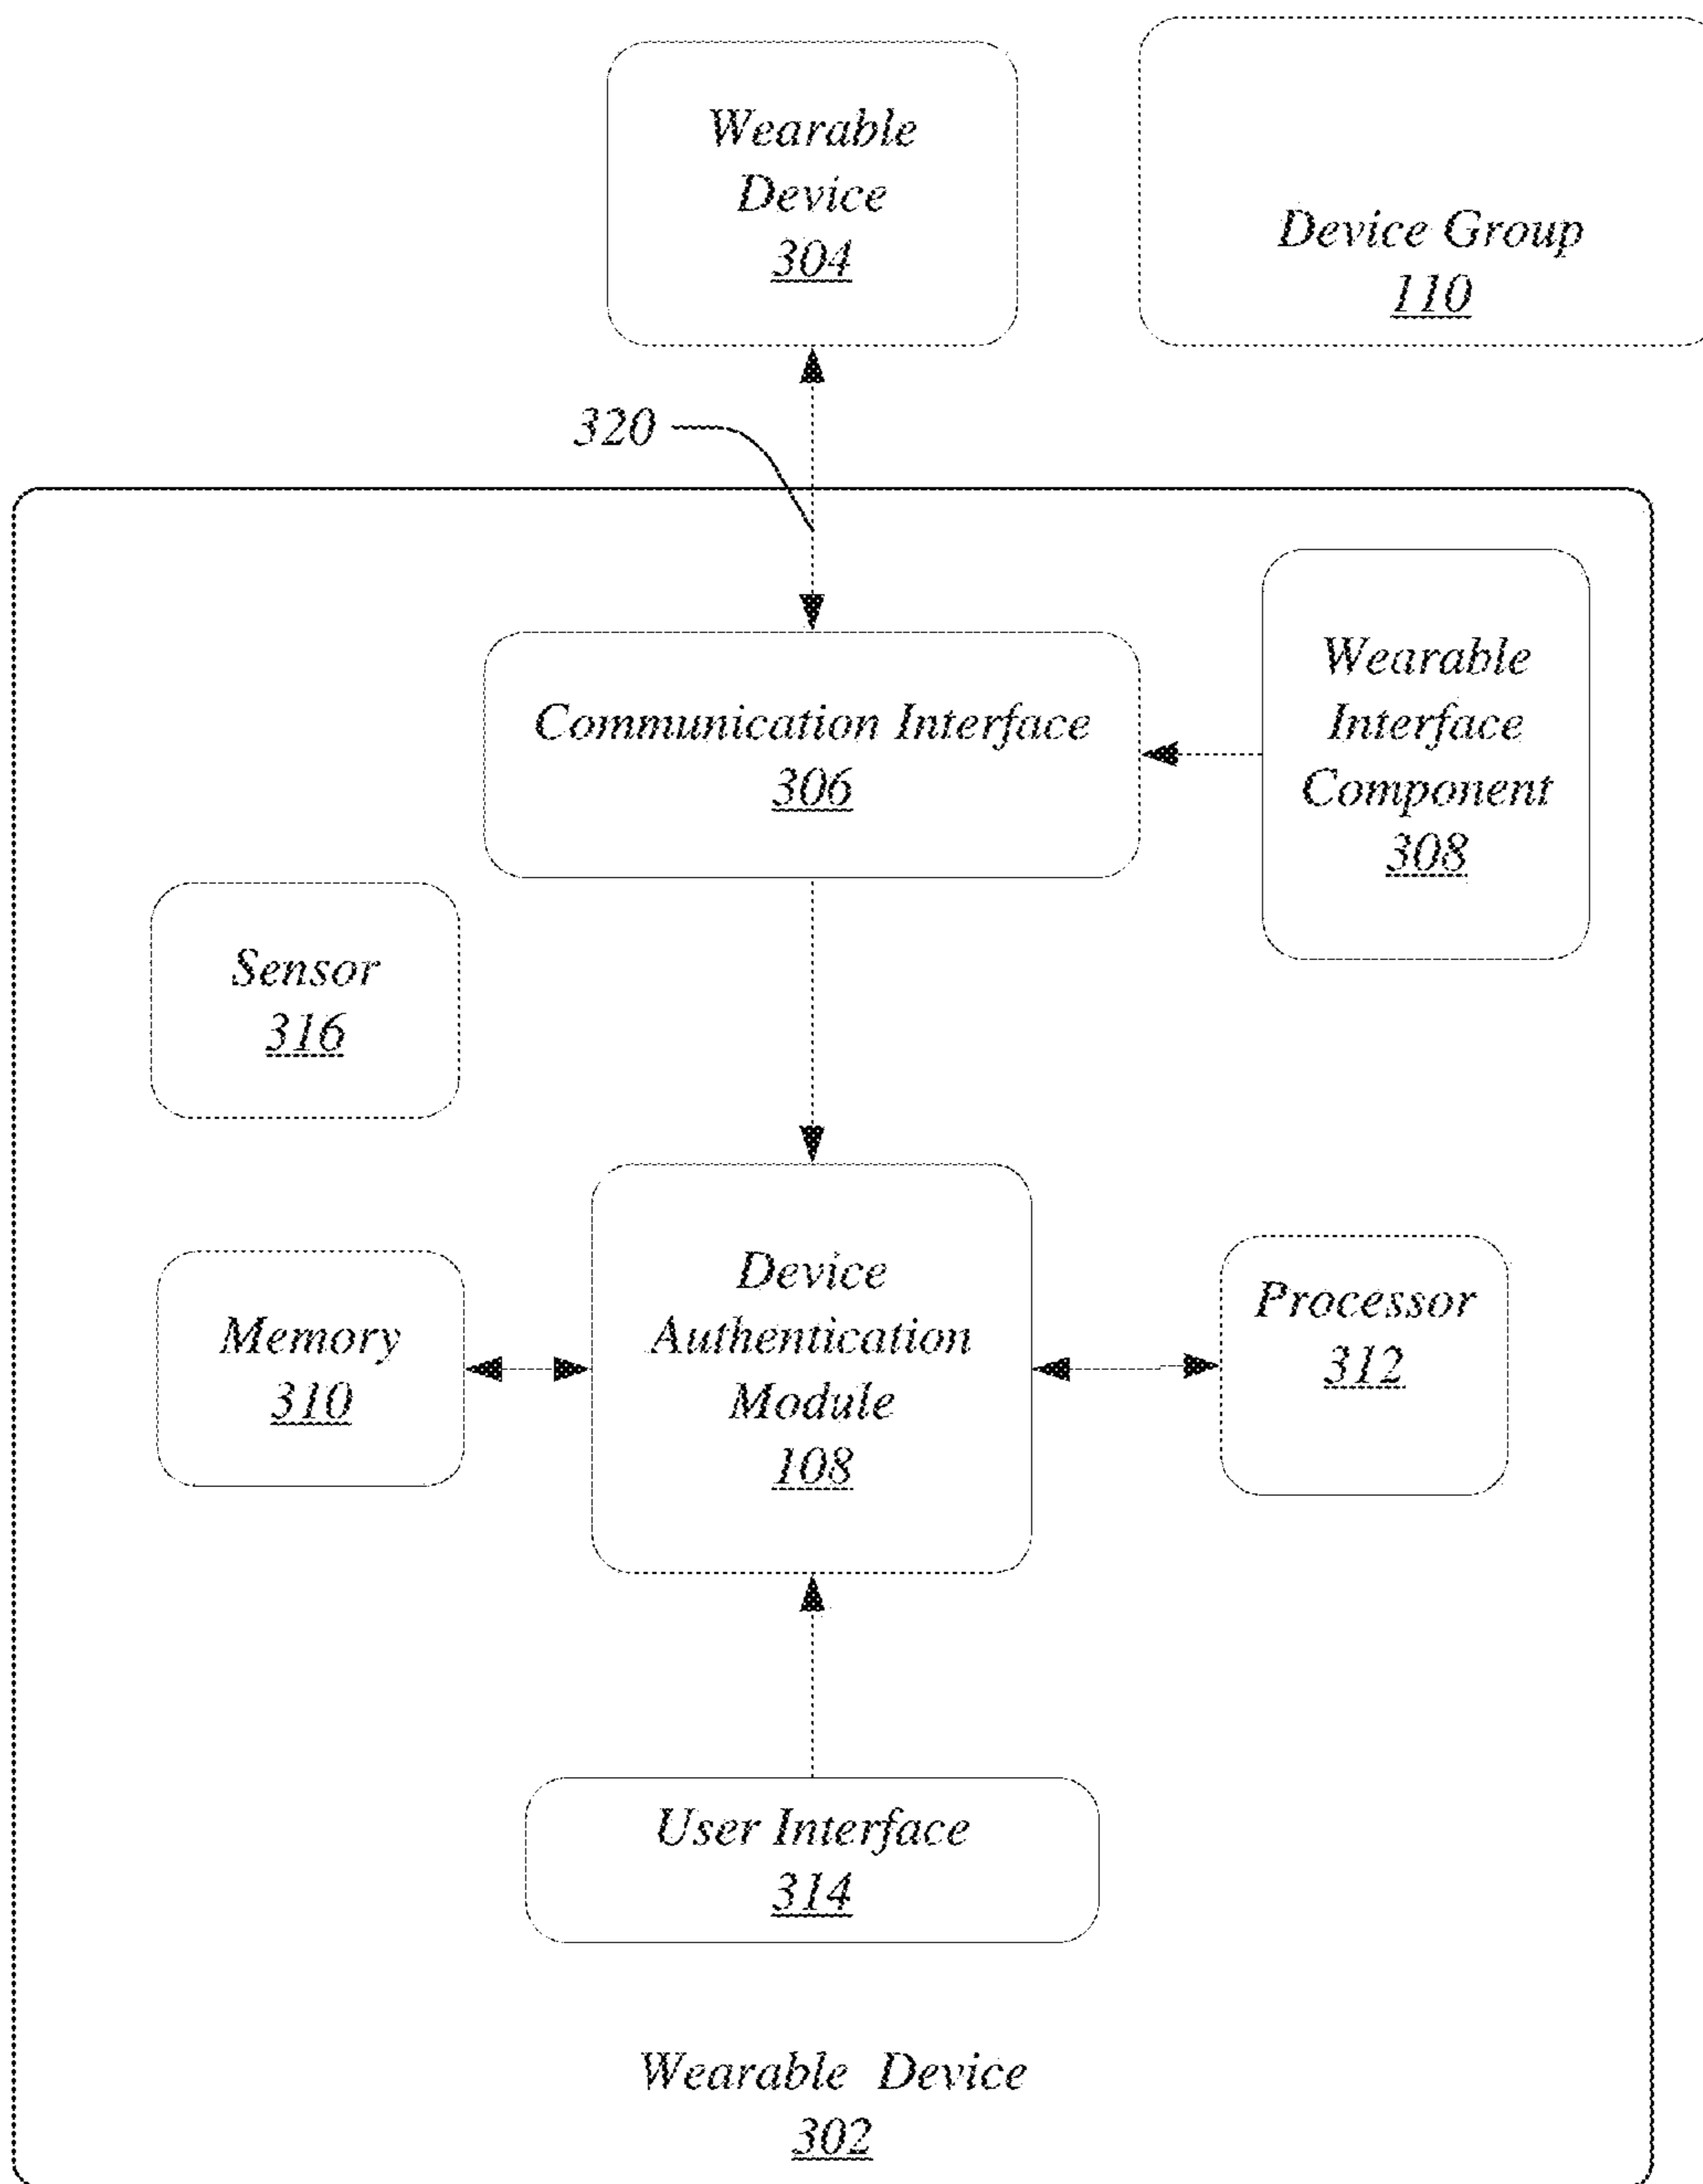 Wearable
Device
304
Device Group
110
320
Communication Interface
306
Wearable
Interface
Component
308
Sensor
316
Device
Authentication
Module
108
Memory
310
Processor
312
User Interface
314
Wearable Device
302